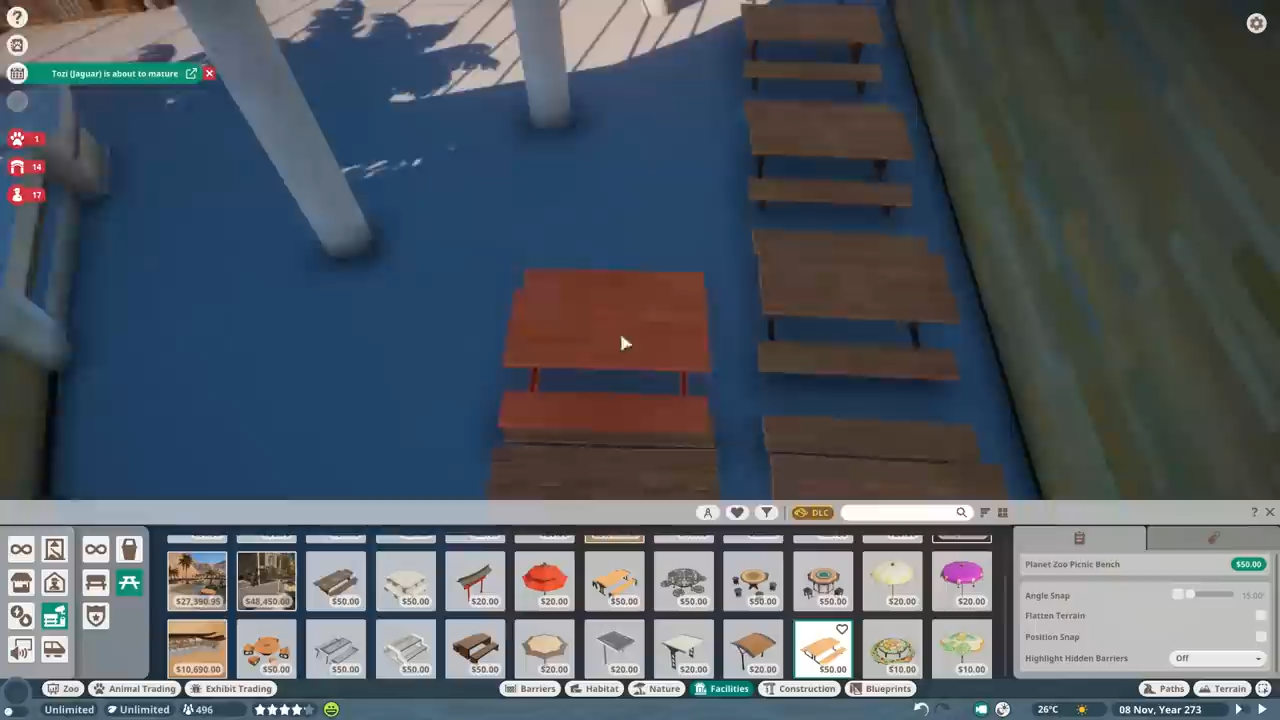 ?
Tozi (Jaguar) is about to mature
1
14
17
DLC
? ×
$27,390.95 $48,450.00 $50.00 $50.00 $20.00 $20.00 $50.00 $50.00 $50.00 $50.00 $20.00 $20.00
$10,690.00 $50.00 $50.00 $50.00 $50.00 $20.00 $20.00 $20.00 $20.00 $50.00 $10.00 $10.00
Planet Zoo Picnic Bench $50.00
Angle Snap 15.00°
Flatten Terrain
Position Snap
Highlight Hidden Barriers Off
Zoo Animal Trading Exhibit Trading Barriers Habitat Nature Facilities Construction Blueprints Paths Terrain
Unlimited Unlimited 496 26°C 08 Nov, Year 273